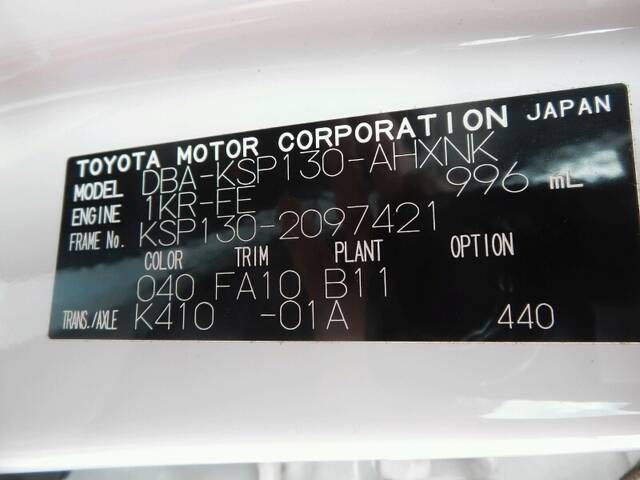 TOYOTA MOTOR CORPORATION JAPAN
MODEL DBA-KSP130-AHXNK
ENGINE 1KR-EE 996 mL
FRAME No. KSP130-2097421
COLOR TRIM PLANT OPTION
040 FA10 B11
TRANS./AXLE K410 -01A 440